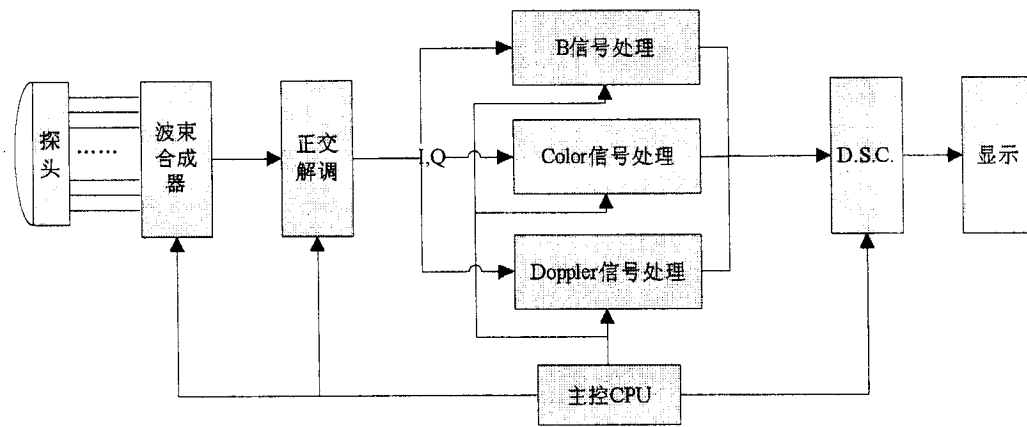 探头
……
波束合成器
正交解调
I,Q
B信号处理
Color信号处理
Doppler信号处理
D.S.C.
显示
主控CPU